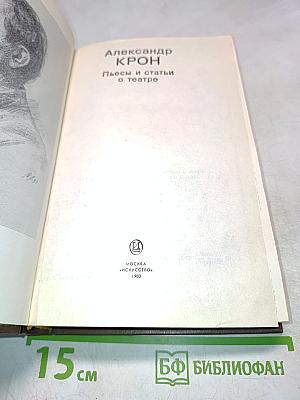 Александр
КРОН
Пьесы и статьи
о театре
МОСКВА
«ИСКУССТВО»
1980
15 см
БФ БИБЛИОФАН